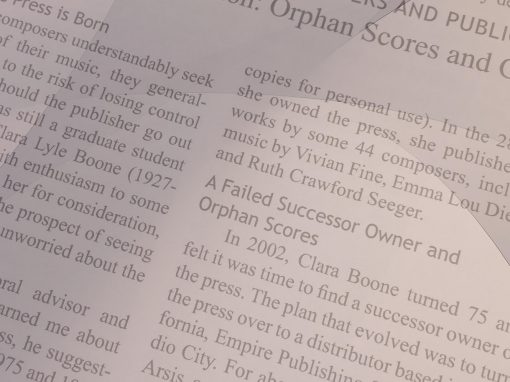 ERS AND PUBLI
on: Orphan Scores and
Press is Born
composers understandably seek
of their music, they general-
to the risk of losing control
hould the publisher go out
as still a graduate student
Clara Lyle Boone (1927-
ith enthusiasm to some
her for consideration,
he prospect of seeing
unworried about the
ral advisor and
arned me about
ss, he suggest-
975 and
copies for personal use). In the
she owned the press, she publishe
works by some 44 composers, incl
music by Vivian Fine, Emma Lou Die
and Ruth Crawford Seeger.
A Failed Successor Owner and
Orphan Scores
In 2002, Clara Boone turned 75 an
felt it was time to find a successor owner o
the press. The plan that evolved was to turn
the press over to a distributor based
fornia, Empire Publishing
dio City. For
Arsis